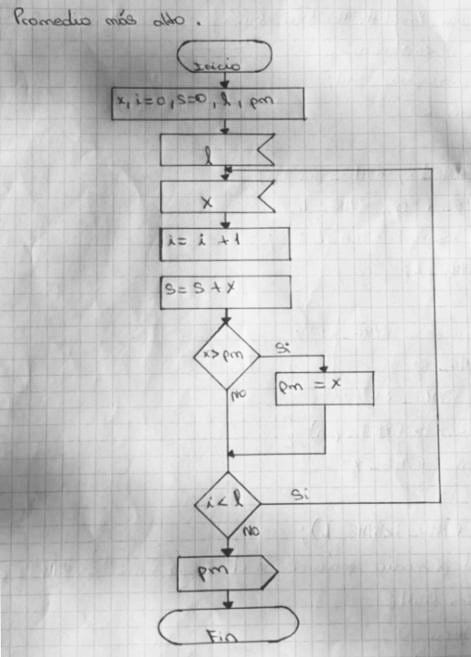 Promedio más alto.
Inicio
x, i=0, s=0, l, pm
l
x
i= i +1
s= s + x
x> pm
Si
pm = x
NO
i< l
Si
NO
pm
Fin